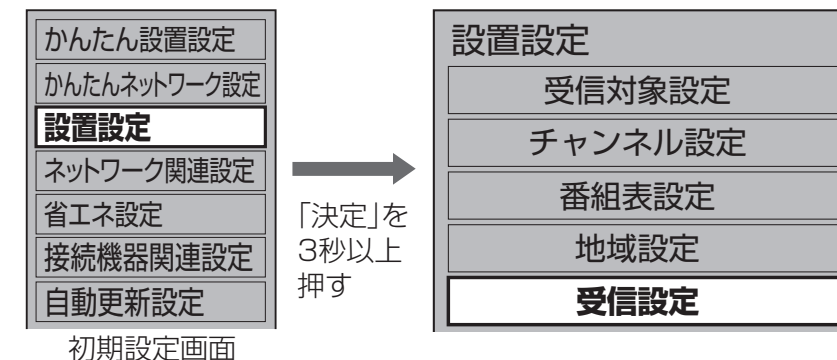 かんたん設置設定
かんたんネットワーク設定
設置設定
ネットワーク関連設定
省エネ設定
接続機器関連設定
自動更新設定
初期設定画面
「決定」を
3秒以上
押す
設置設定
受信対象設定
チャンネル設定
番組表設定
地域設定
受信設定